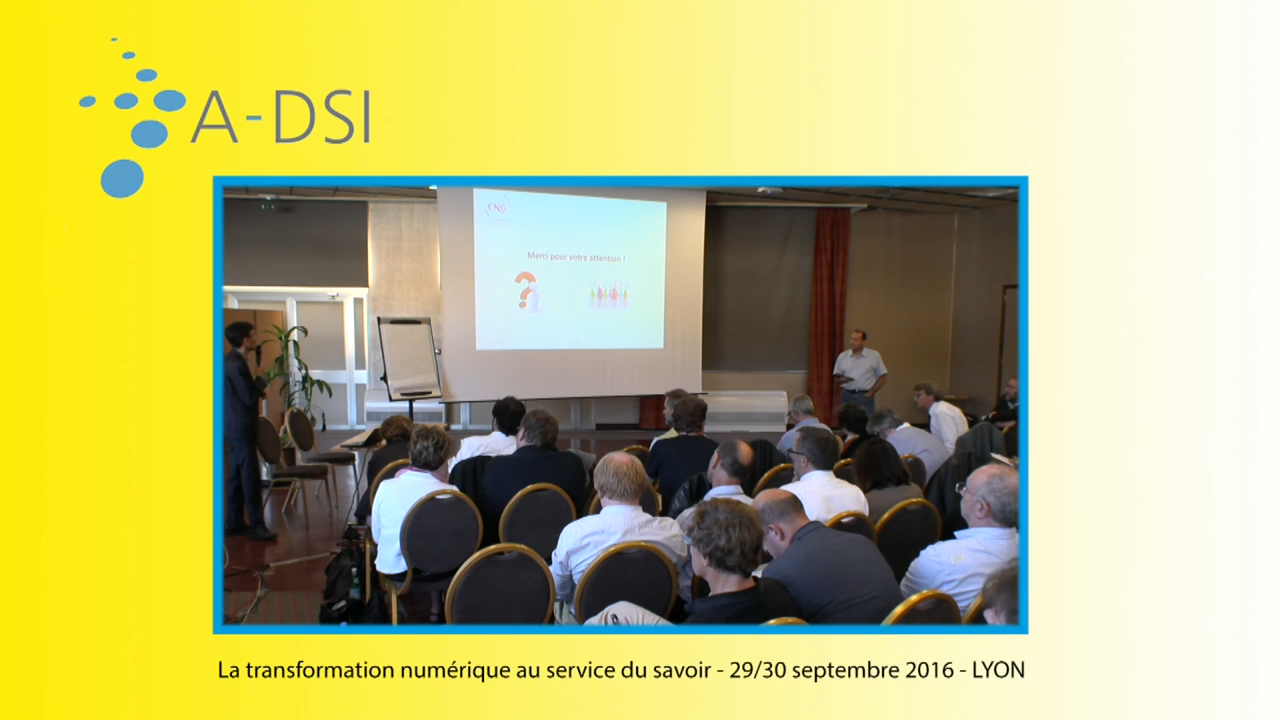 A-DSI
CNG
Merci pour votre attention !
?
La transformation numérique au service du savoir - 29/30 septembre 2016 - LYON